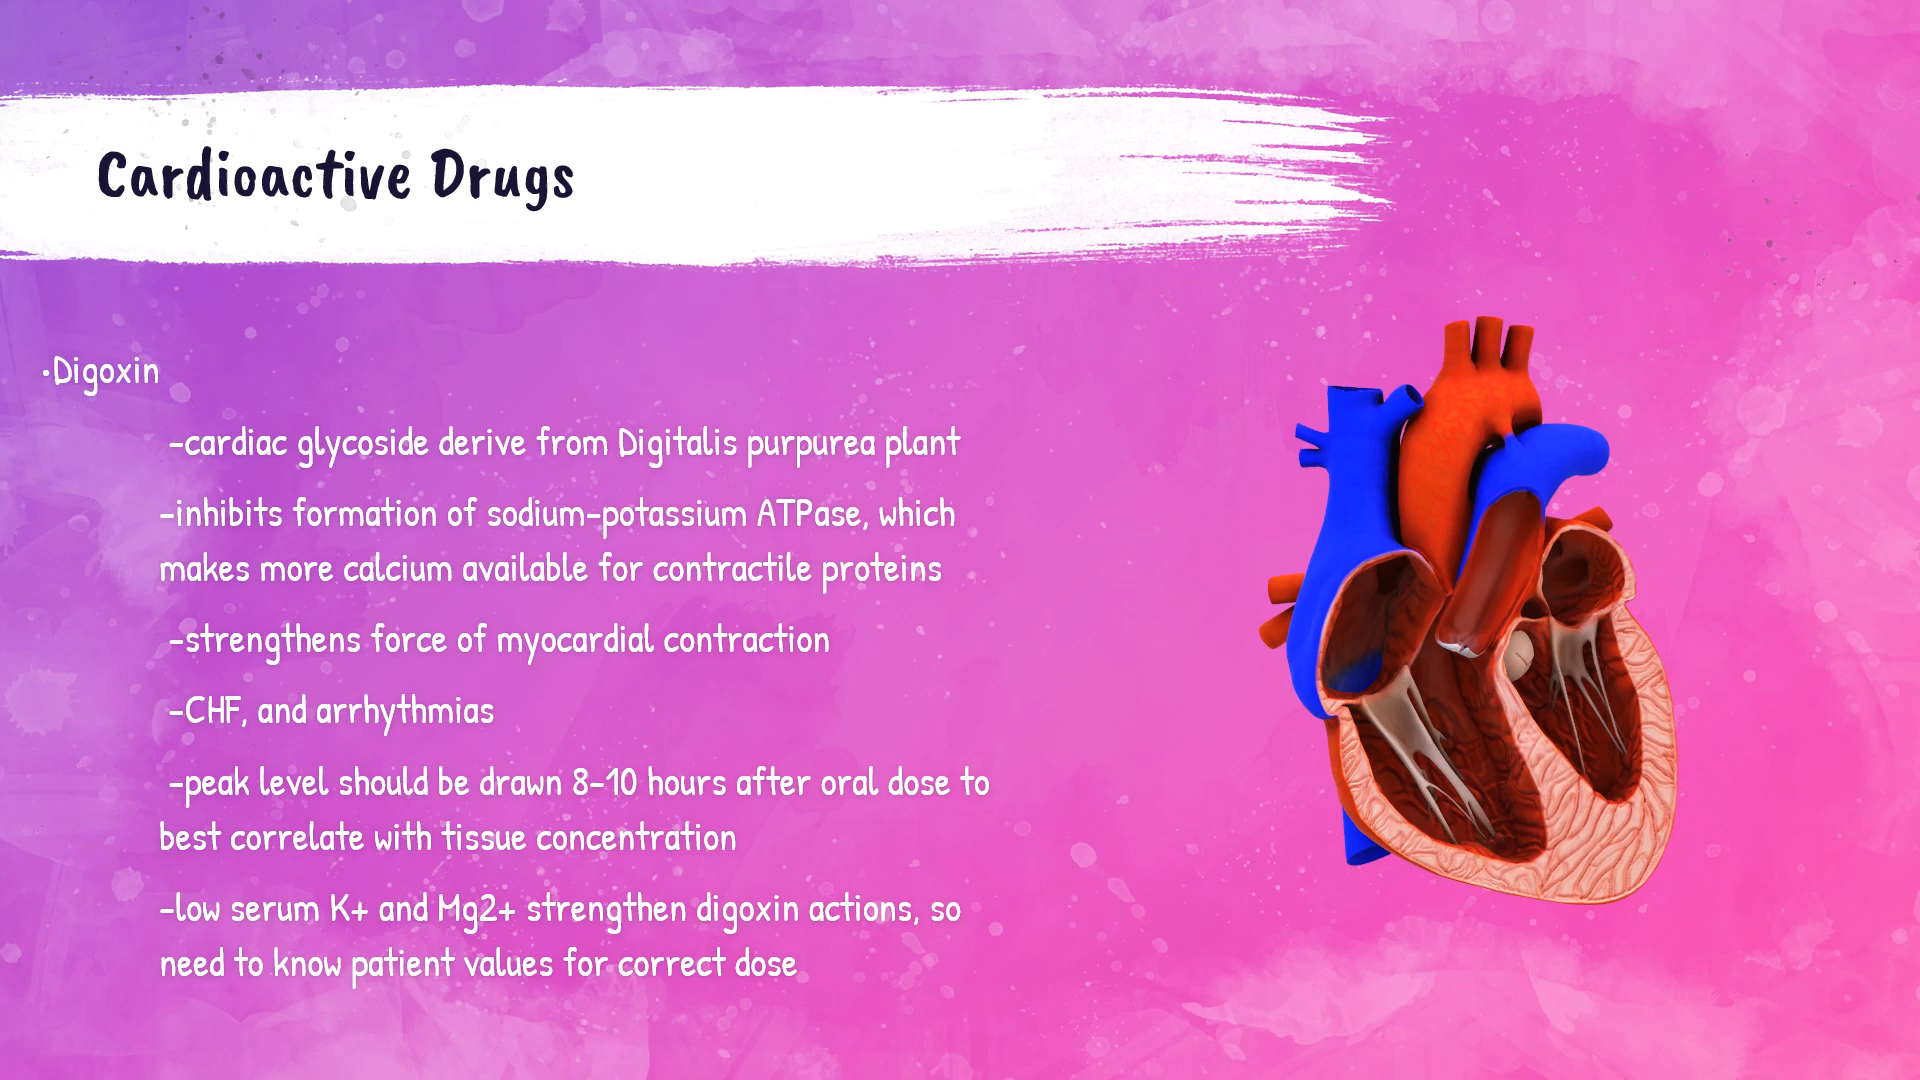 Cardioactive Drugs
•Digoxin
-cardiac glycoside derive from Digitalis purpurea plant
-inhibits formation of sodium-potassium ATPase, which
makes more calcium available for contractile proteins
-strengthens force of myocardial contraction
-CHF, and arrhythmias
-peak level should be drawn 8-10 hours after oral dose to
best correlate with tissue concentration
-low serum K+ and Mg2+ strengthen digoxin actions, so
need to know patient values for correct dose